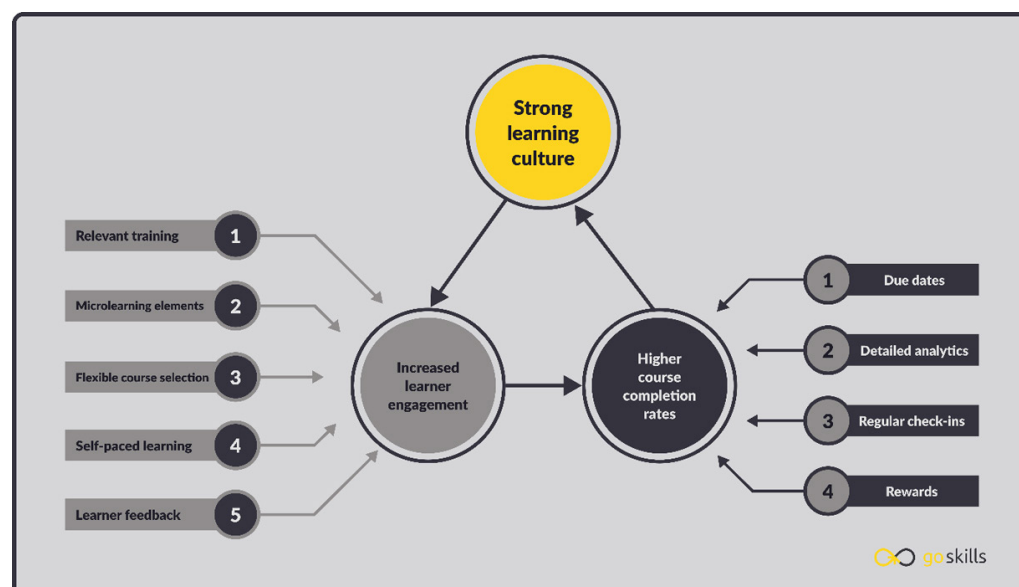 Strong
learning
culture
Relevant training
1
Microlearning elements
2
Flexible course selection
3
Self-paced learning
4
Learner feedback
5
Increased
learner
engagement
Higher
course
completion
rates
1
Due dates
2
Detailed analytics
3
Regular check-ins
4
Rewards
goskills